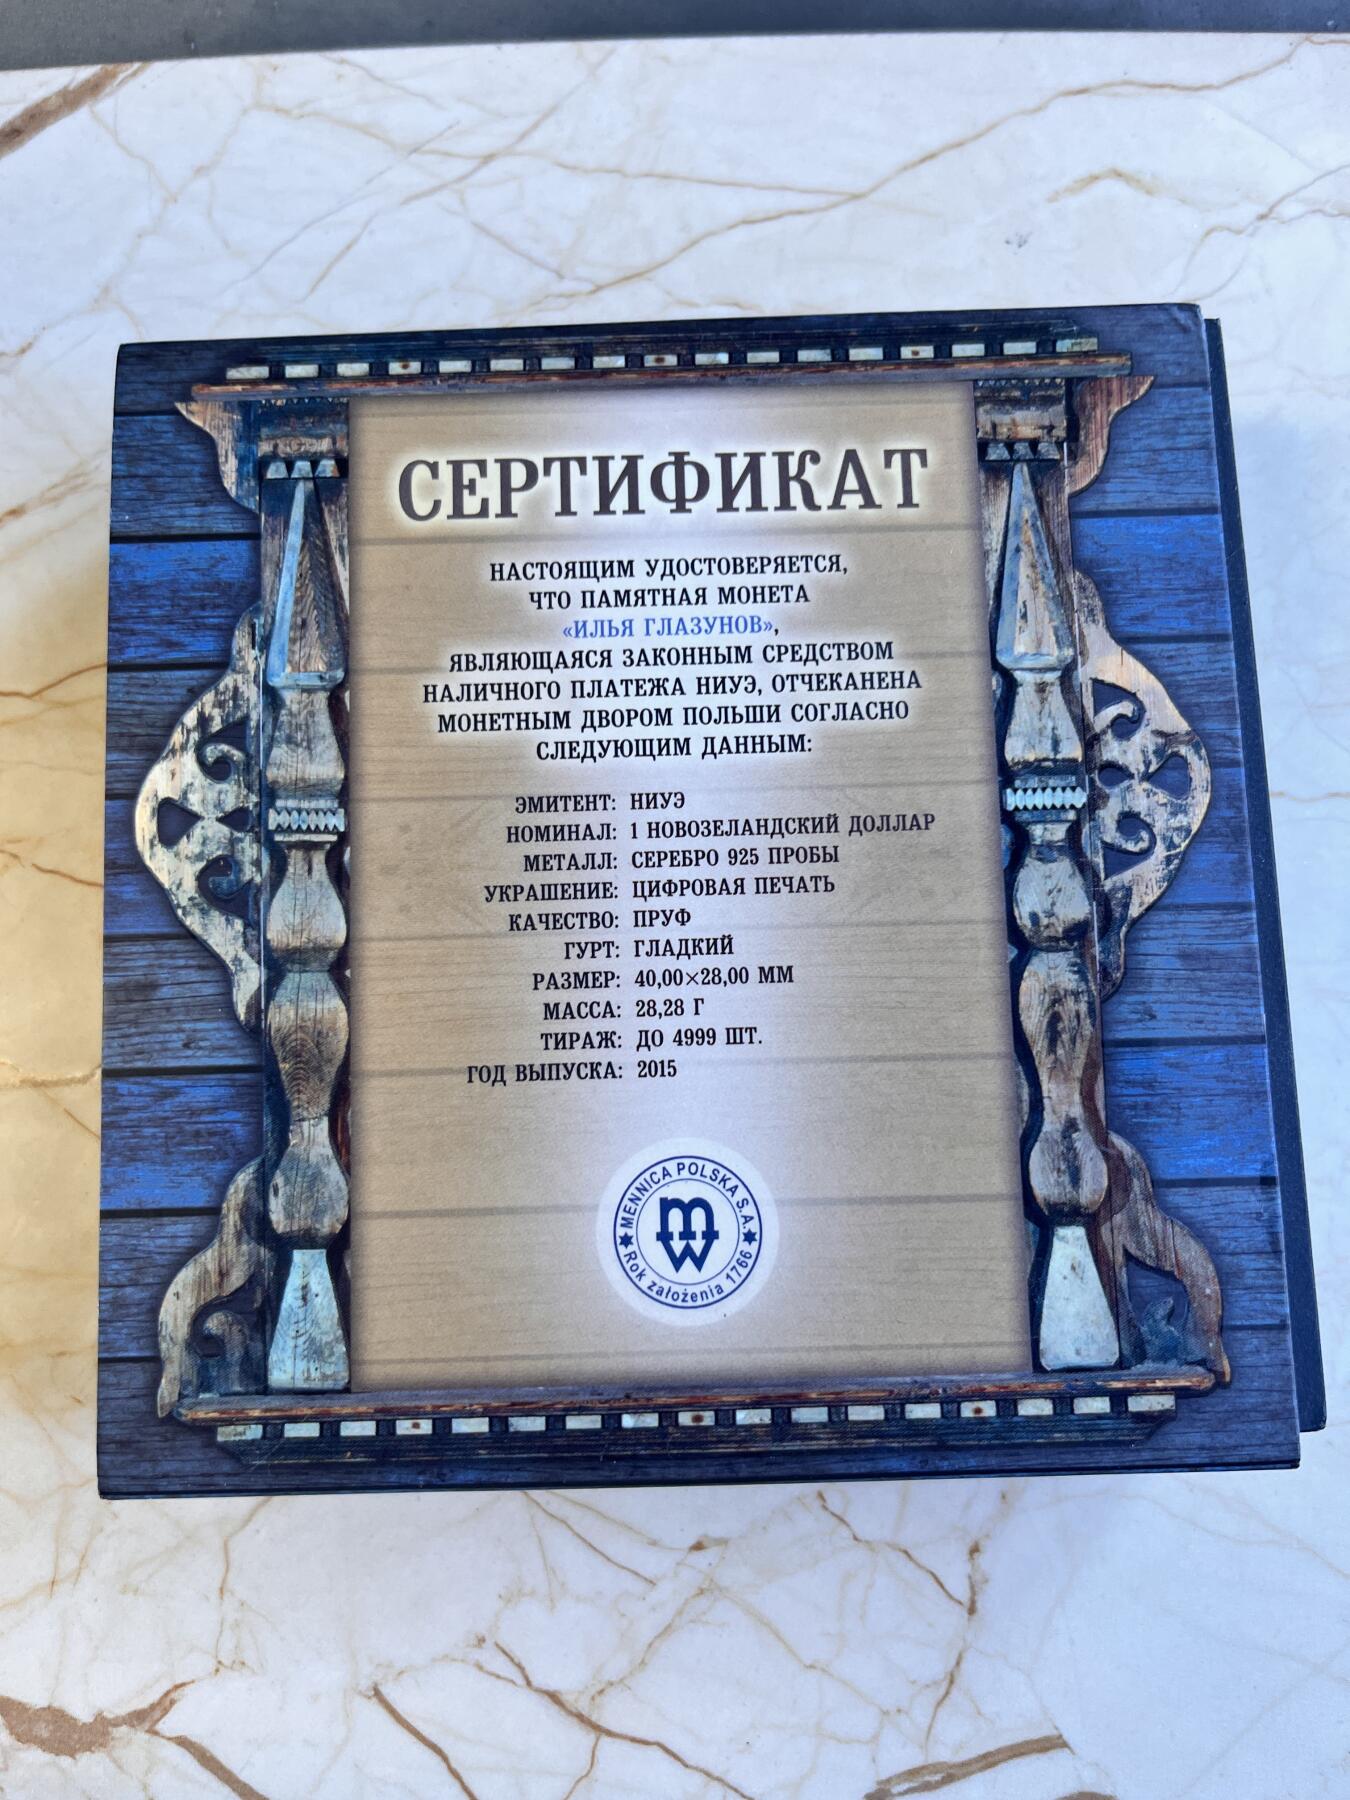 СЕРТИФИКАТ
НАСТОЯЩИМ УДОСТОВЕРЯЕТСЯ,
ЧТО ПАМЯТНАЯ МОНЕТА
«ИЛЬЯ ГЛАЗУНОВ»,
ЯВЛЯЮЩАЯСЯ ЗАКОННЫМ СРЕДСТВОМ
НАЛИЧНОГО ПЛАТЕЖА НИУЭ, ОТЧЕКАНЕНА
МОНЕТНЫМ ДВОРОМ ПОЛЬШИ СОГЛАСНО
СЛЕДУЮЩИМ ДАННЫМ:
ЭМИТЕНТ: НИУЭ
НОМИНАЛ: 1 НОВОЗЕЛАНДСКИЙ ДОЛЛАР
МЕТАЛЛ: СЕРЕБРО 925 ПРОБЫ
УКРАШЕНИЕ: ЦИФРОВАЯ ПЕЧАТЬ
КАЧЕСТВО: ПРУФ
ГУРТ: ГЛАДКИЙ
РАЗМЕР: 40,00×28,00 ММ
МАССА: 28,28 Г
ТИРАЖ: ДО 4999 ШТ.
ГОД ВЫПУСКА: 2015
MENNICA POLSKA S.A.
mw
Rok założenia 1766